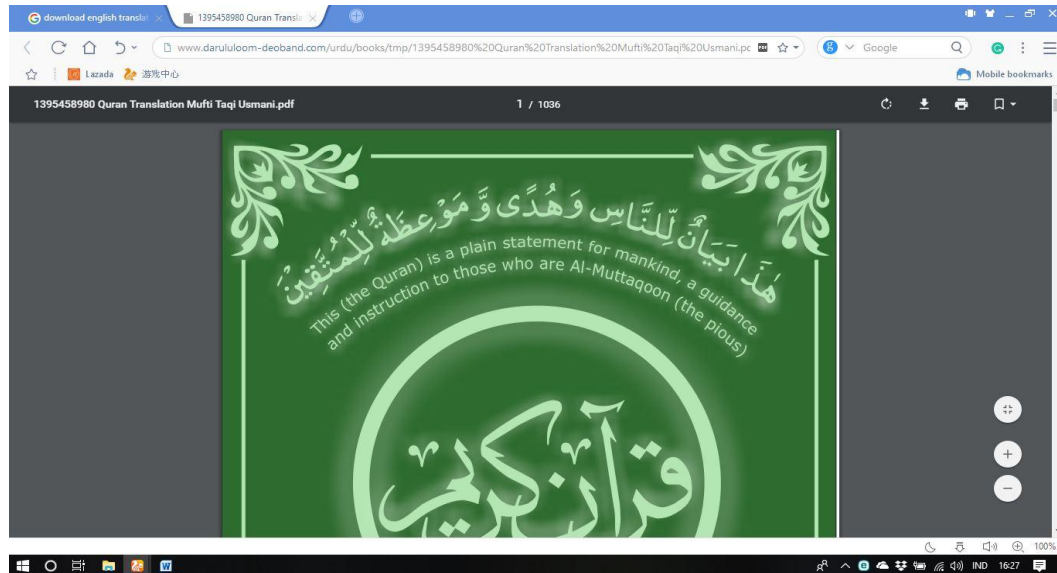 download english translat
1395458980 Quran Transla
www.darululoom-deoband.com/urdu/books/tmp/1395458980%20Quran%20Translation%20Mufti%20Taqi%20Usmani.pc
Google
Lazada
游戏中心
Mobile bookmarks
1395458980 Quran Translation Mufti Taqi Usmani.pdf
1 / 1036
هٰذَا بَيَانٌ لِّلنَّاسِ وَهُدًى وَّ مَوْعِظَةٌ لِّلْمُتَّقِيْنَ
This (the Quran) is a plain statement for mankind, a guidance
and instruction to those who are Al-Muttaqoon (the pious)
قرآن كريم
100%
IND 16:27